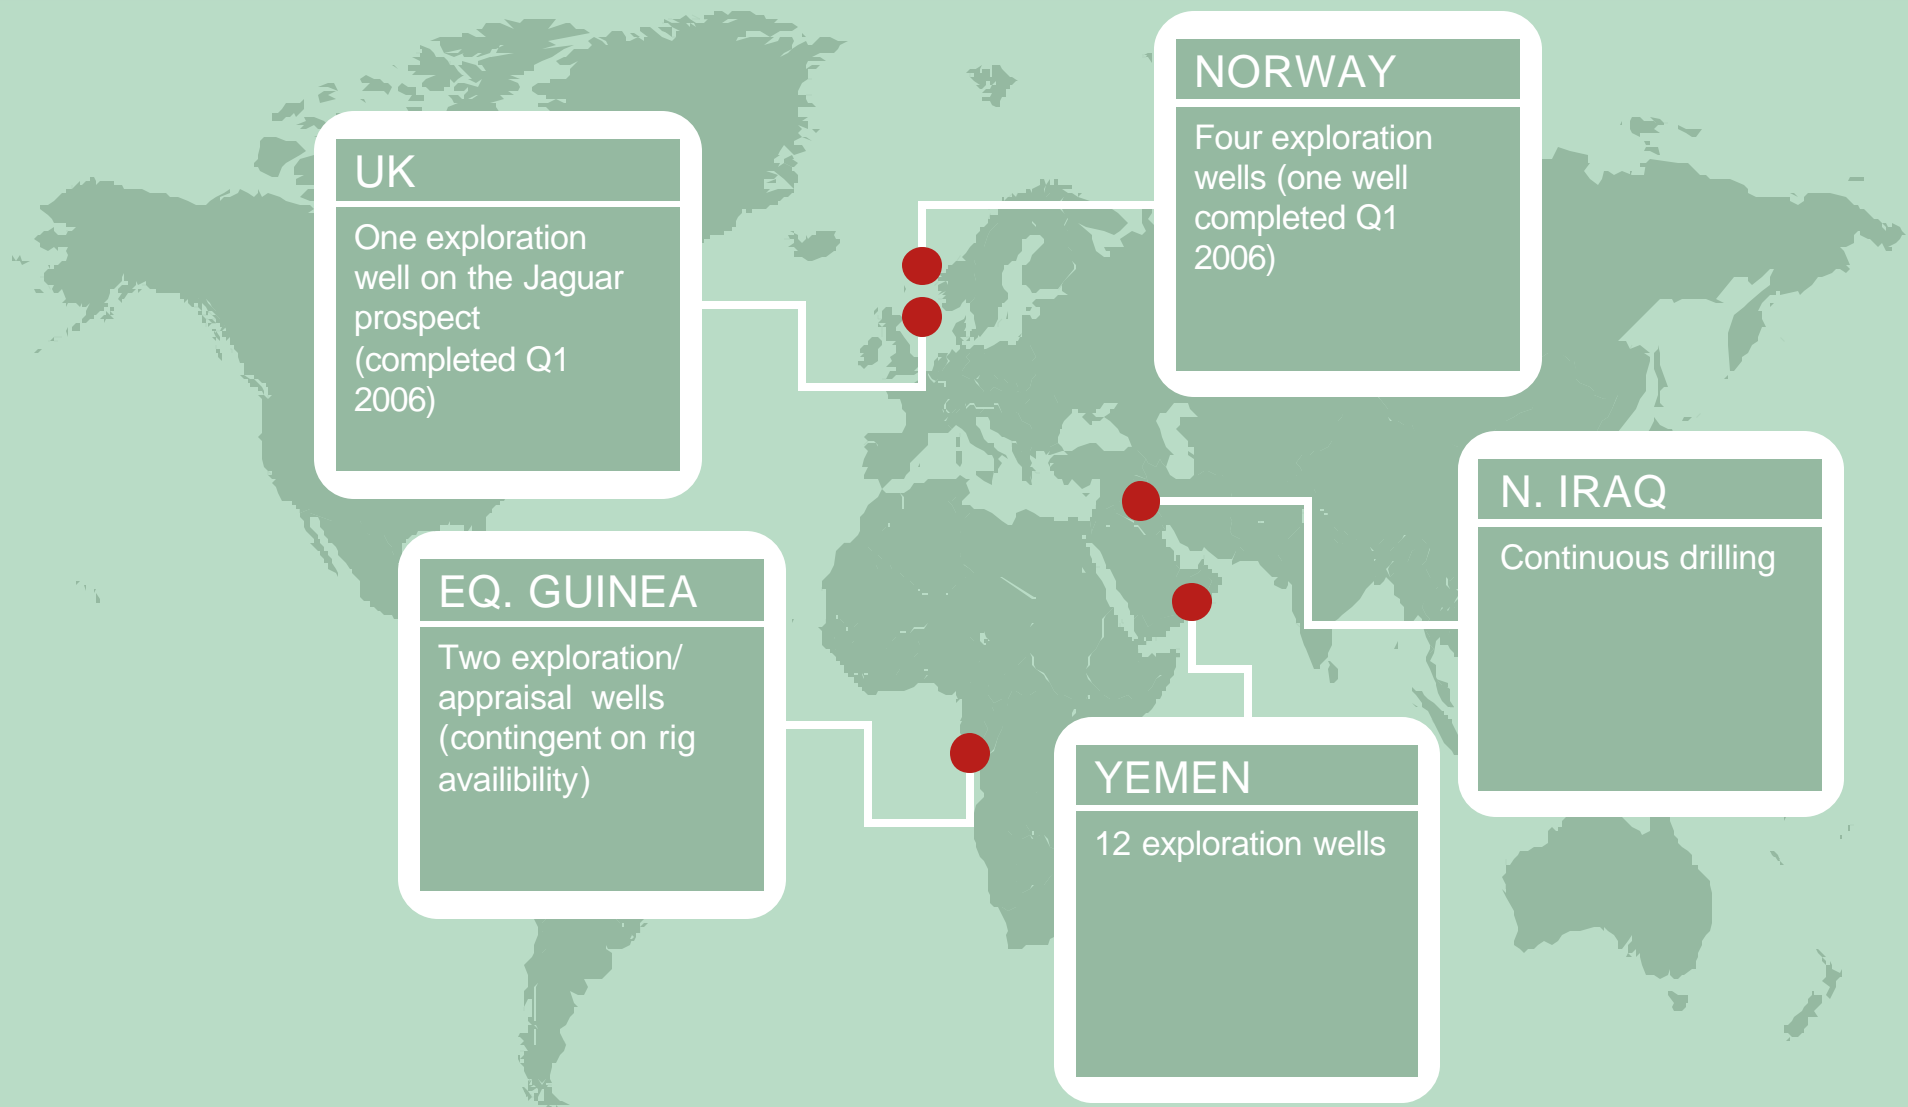 NORWAY
Four exploration
wells (one well
completed Q1
2006)
UK
One exploration
well on the Jaguar
prospect
(completed Q1
2006)
N. IRAQ
Continuous drilling
EQ. GUINEA
Two exploration/
appraisal wells
(contingent on rig
availibility)
YEMEN
12 exploration wells